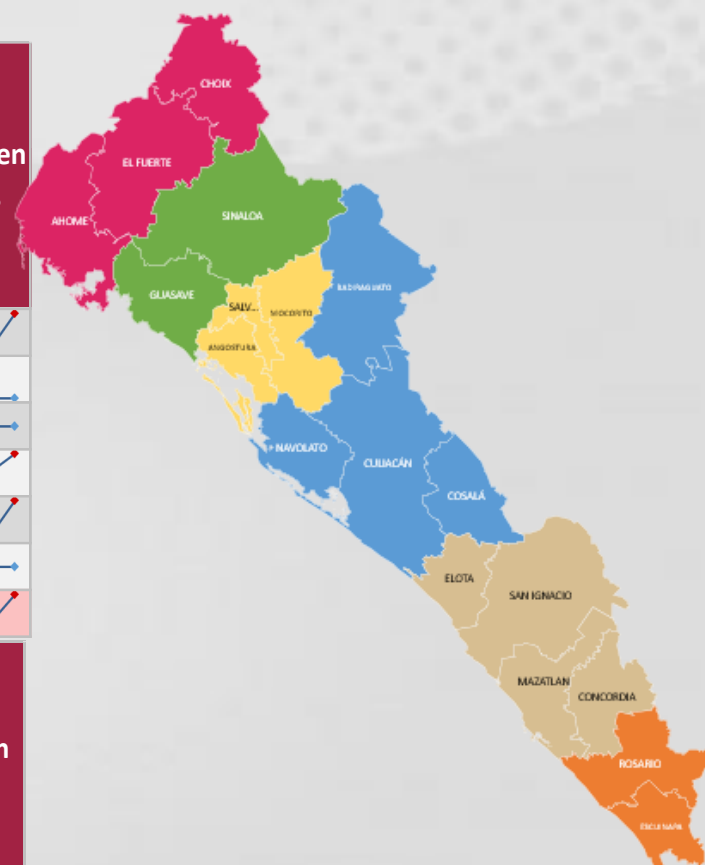 en
CHOIX
EL FUERTE
AHOME
SINALOA
GUASAVE
BADIRAGUATO
SALV...
MOCORITO
ANGOSTURA
NAVOLATO
CULIACÁN
COSALÁ
ELOTA
SAN IGNACIO
MAZATLAN
CONCORDIA
ROSARIO
ESCUINAPA